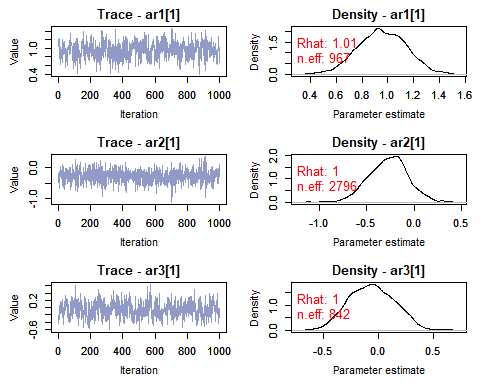 Trace - ar1[1]
Value
0.4 1.0
0 200 400 600 800 1000
Iteration
Density - ar1[1]
Density
0.0 1.5
Rhat: 1.01
n.eff: 967
0.4 0.6 0.8 1.0 1.2 1.4 1.6
Parameter estimate
Trace - ar2[1]
Value
-1.0 0.0
0 200 400 600 800 1000
Iteration
Density - ar2[1]
Density
0.0 1.0 2.0
Rhat: 1
n.eff: 2796
-1.0 -0.5 0.0 0.5
Parameter estimate
Trace - ar3[1]
Value
-0.6 0.2
0 200 400 600 800 1000
Iteration
Density - ar3[1]
Density
0.0 1.0
Rhat: 1
n.eff: 842
-0.5 0.0 0.5
Parameter estimate